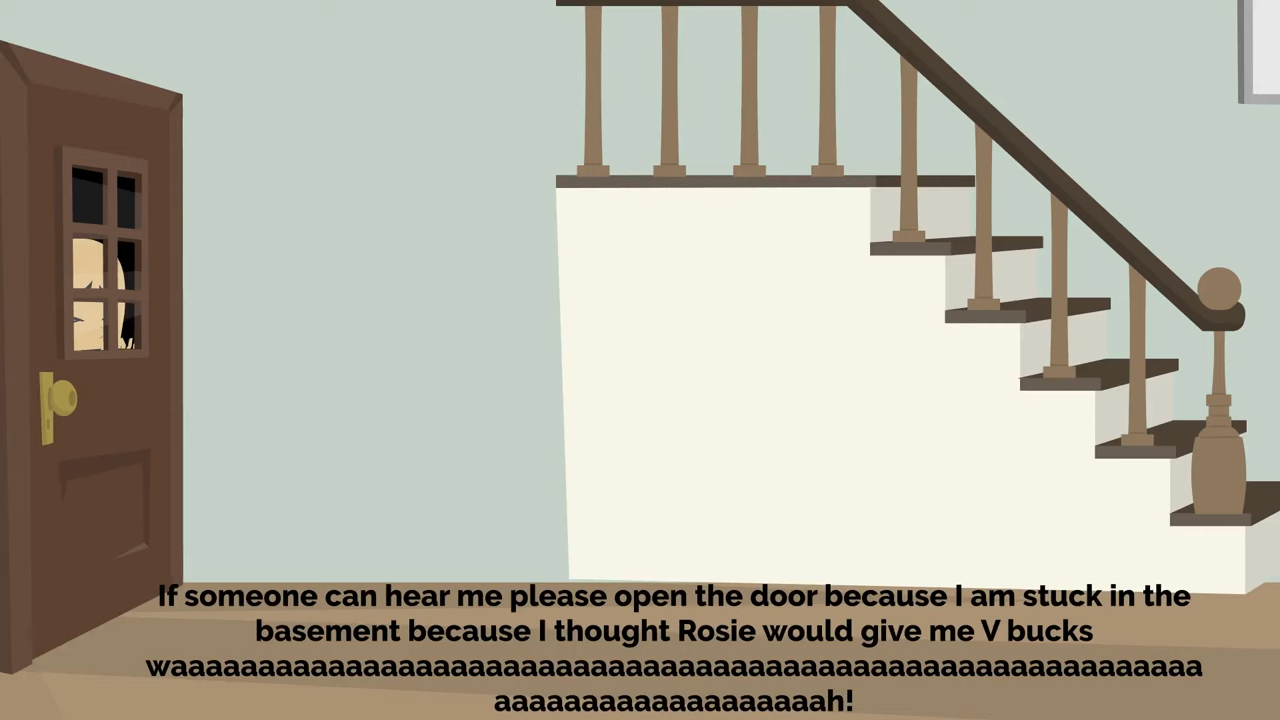 If someone can hear me please open the door because I am stuck in the
basement because I thought Rosie would give me V bucks
waaaaaaaaaaaaaaaaaaaaaaaaaaaaaaaaaaaaaaaaaaaaaaaaaaaaaaaaaaa
aaaaaaaaaaaaaaaaaaah!